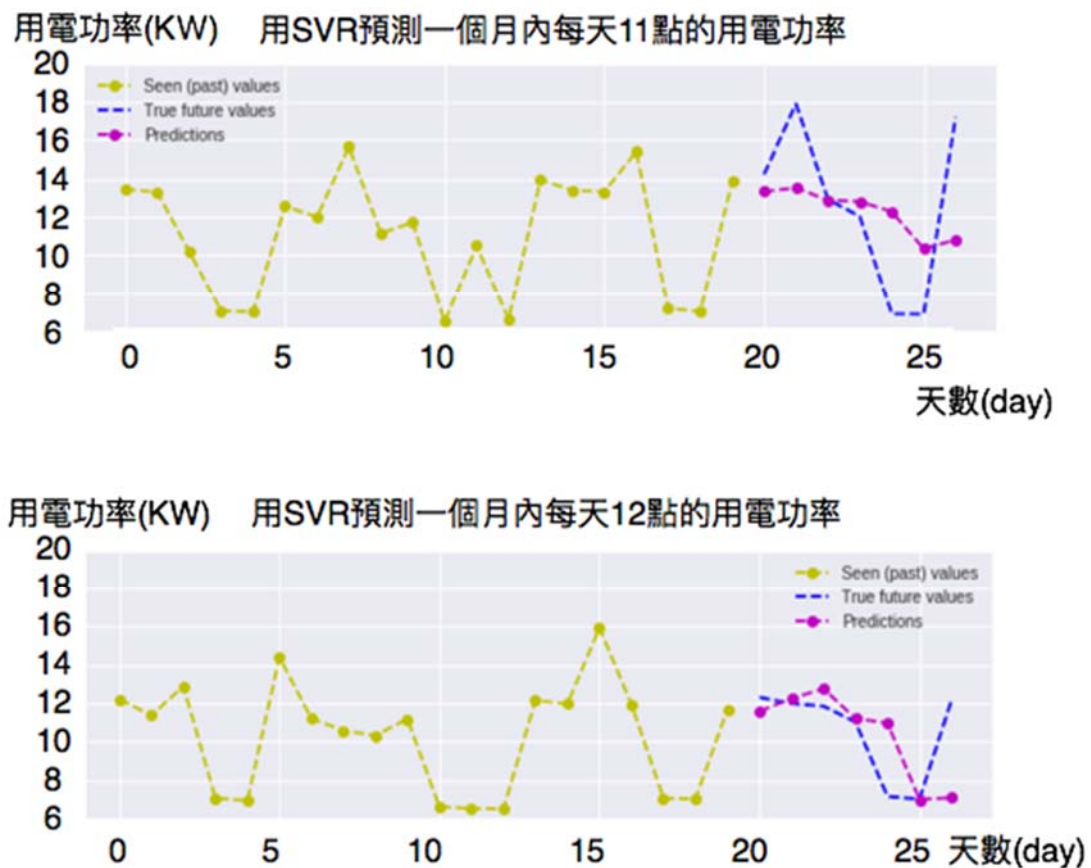 用電功率(KW) 用SVR預測一個月內每天11點的用電功率
20
18
16
14
12
10
8
6
Seen (past) values
True future values
Predictions
0 5 10 15 20 25
天數(day)
用電功率(KW) 用SVR預測一個月內每天12點的用電功率
20
18
16
14
12
10
8
6
Seen (past) values
True future values
Predictions
0 5 10 15 20 25 天數(day)